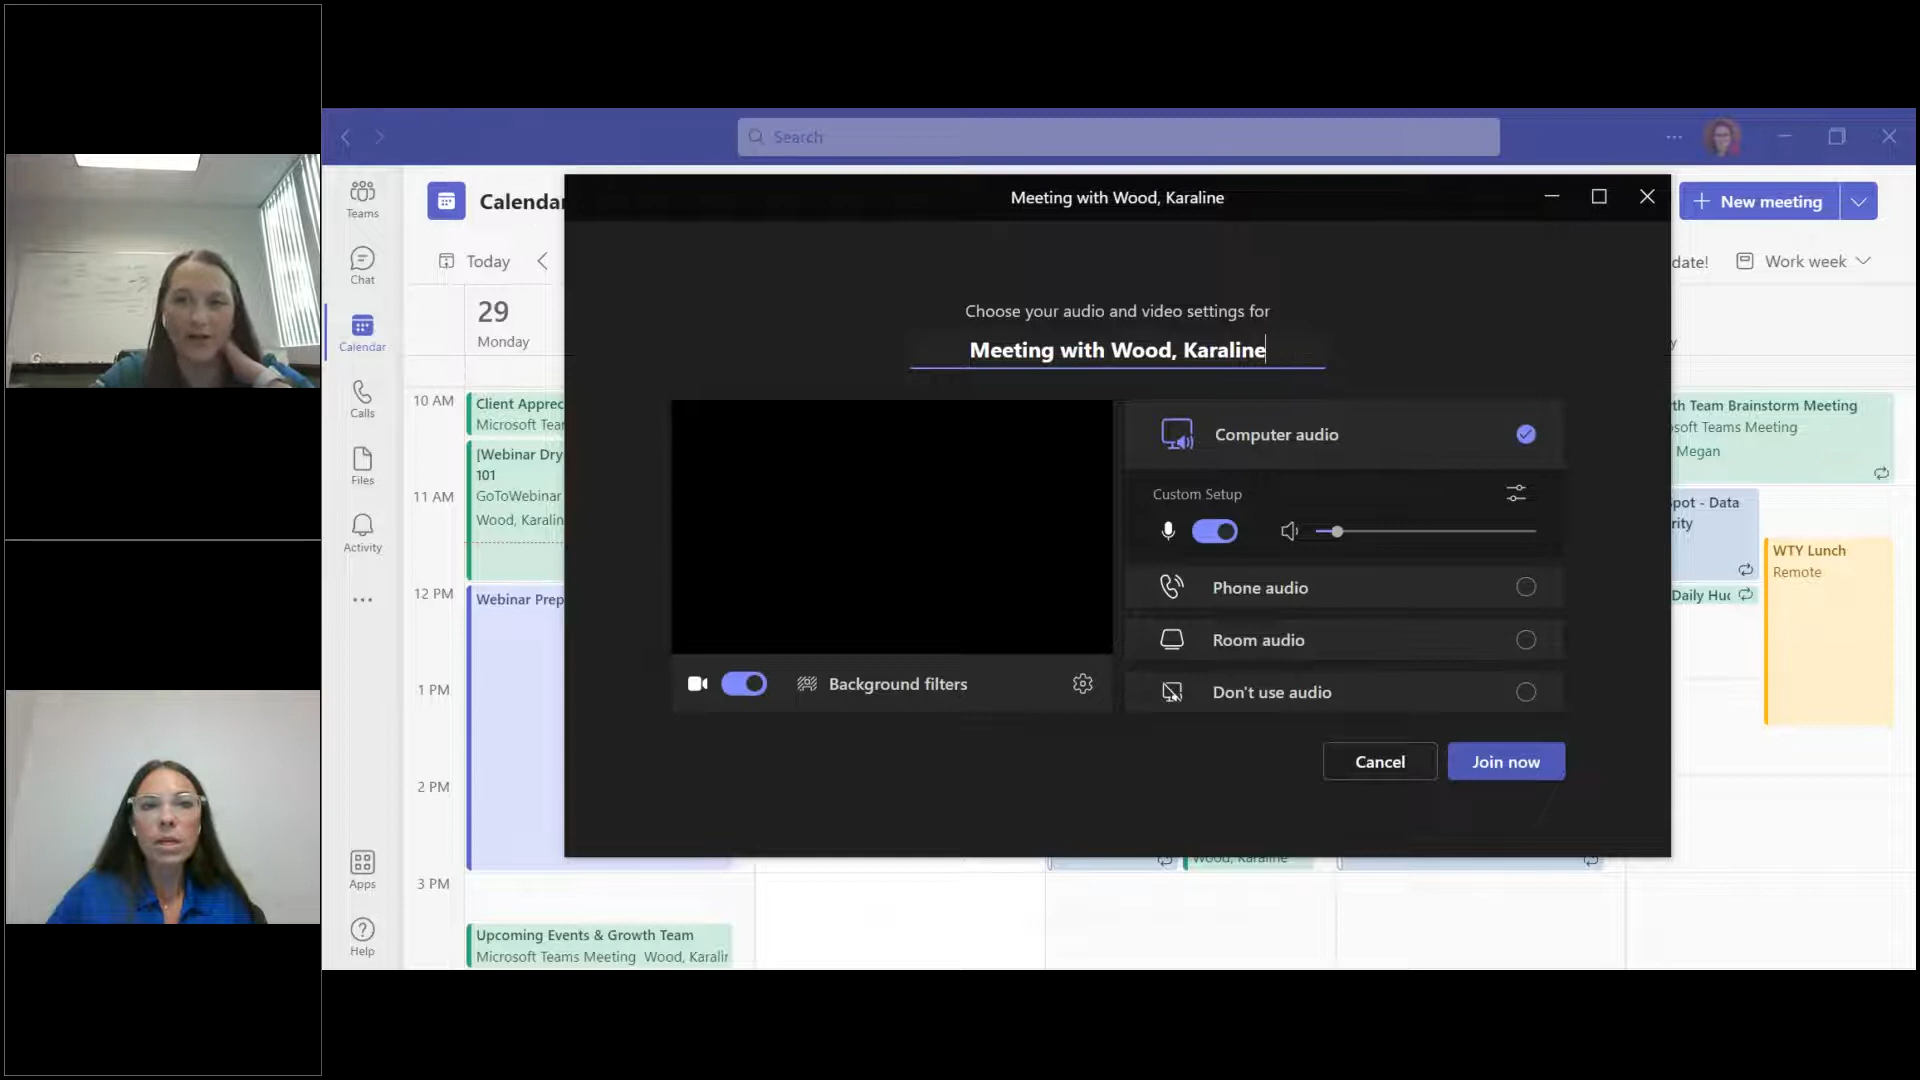 Search
Teams
Chat
Calendar
Calls
Files
Activity
Apps
Help
Calendar
New meeting
Today
Work week
date!
29
Monday
10 AM
11 AM
12 PM
1 PM
2 PM
3 PM
Client Apprec
Microsoft Tea
[Webinar Dry
101
GoToWebinar
Wood, Karalin
Webinar Prep
Upcoming Events & Growth Team
Microsoft Teams Meeting Wood, Karalin
Meeting with Wood, Karaline
Choose your audio and video settings for
Meeting with Wood, Karaline
Computer audio
Custom Setup
Phone audio
Room audio
Don't use audio
Background filters
Cancel
Join now
Wood, Karaline
th Team Brainstorm Meeting
soft Teams Meeting
Megan
pot - Data
rity
Daily Huc
WTY Lunch
Remote